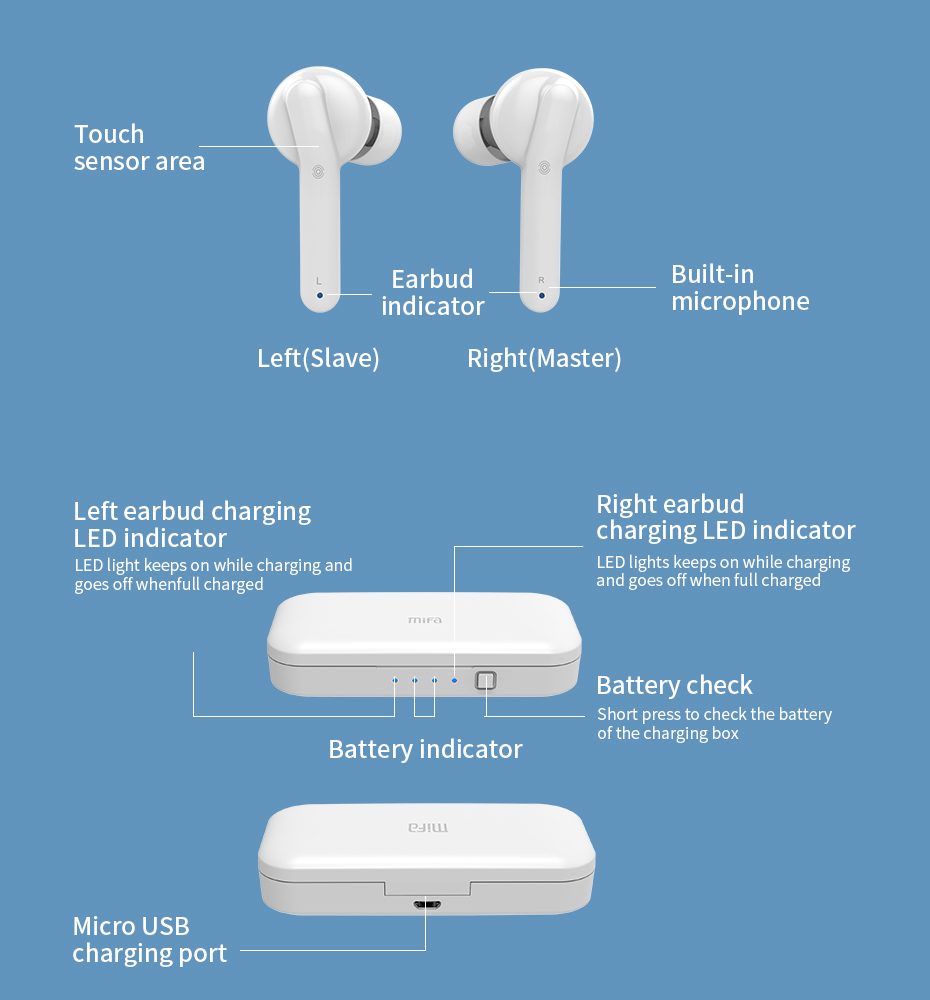 Touch
sensor area
L
R
Earbud
indicator
Built-in
microphone
Left(Slave)
Right(Master)
Left earbud charging
LED indicator
LED light keeps on while charging and
goes off whenfull charged
Right earbud
charging LED indicator
LED lights keeps on while charging
and goes off when full charged
mifa
Battery check
Short press to check the battery
of the charging box
Battery indicator
mifa
Micro USB
charging port